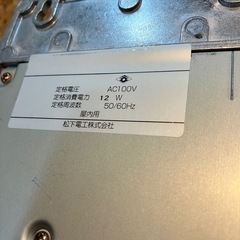 定格電圧 AC100V
定格消費電力 12 W
定格周波数 50/60Hz
屋内用
松下電工株式会社